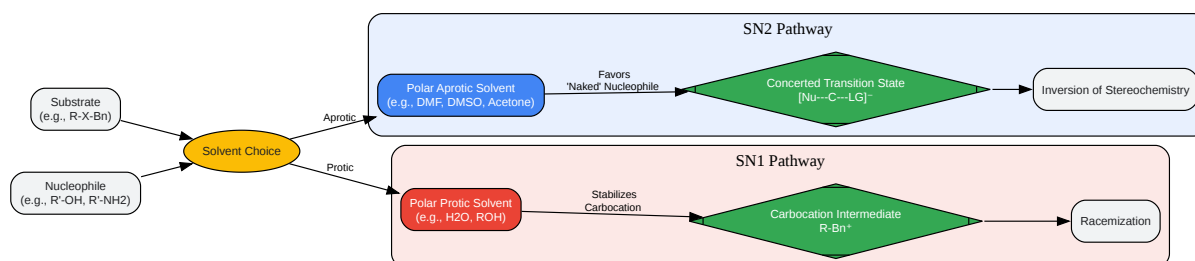 Substrate
(e.g., R-X-Bn)
Nucleophile
(e.g., R'-OH, R'-NH2)
Solvent Choice
Aprotic
Protic
SN2 Pathway
Polar Aprotic Solvent
(e.g., DMF, DMSO, Acetone)
Favors
'Naked' Nucleophile
Concerted Transition State
[Nu---C---LG]⁻
Inversion of Stereochemistry
SN1 Pathway
Polar Protic Solvent
(e.g., H2O, ROH)
Stabilizes
Carbocation
Carbocation Intermediate
R-Bn⁺
Racemization